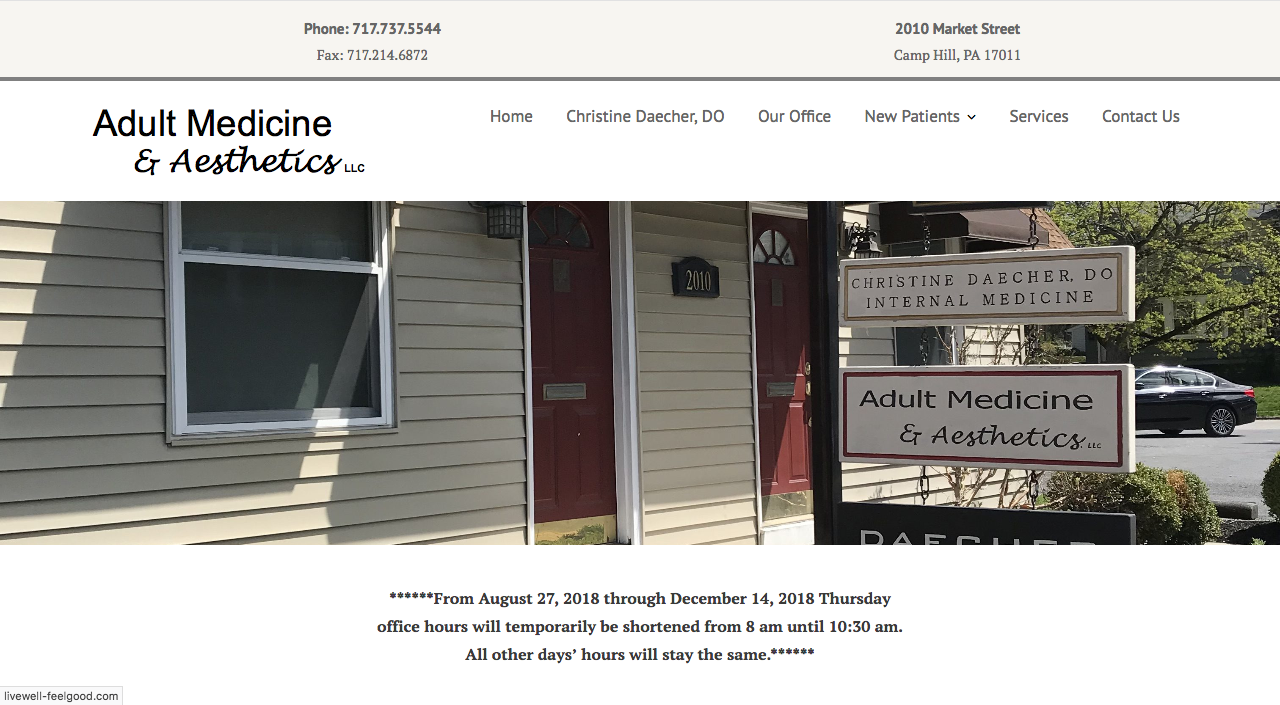 Phone: 717.737.5544
Fax: 717.214.6872
2010 Market Street
Camp Hill, PA 17011
Adult Medicine
& Aesthetics LLC
Home
Christine Daecher, DO
Our Office
New Patients
Services
Contact Us
2010
CHRISTINE DAECHER, DO
INTERNAL MEDICINE
Adult Medicine
& Aesthetics. LLC
DAECHER
******From August 27, 2018 through December 14, 2018 Thursday
office hours will temporarily be shortened from 8 am until 10:30 am.
All other days’ hours will stay the same.******
livewell-feelgood.com